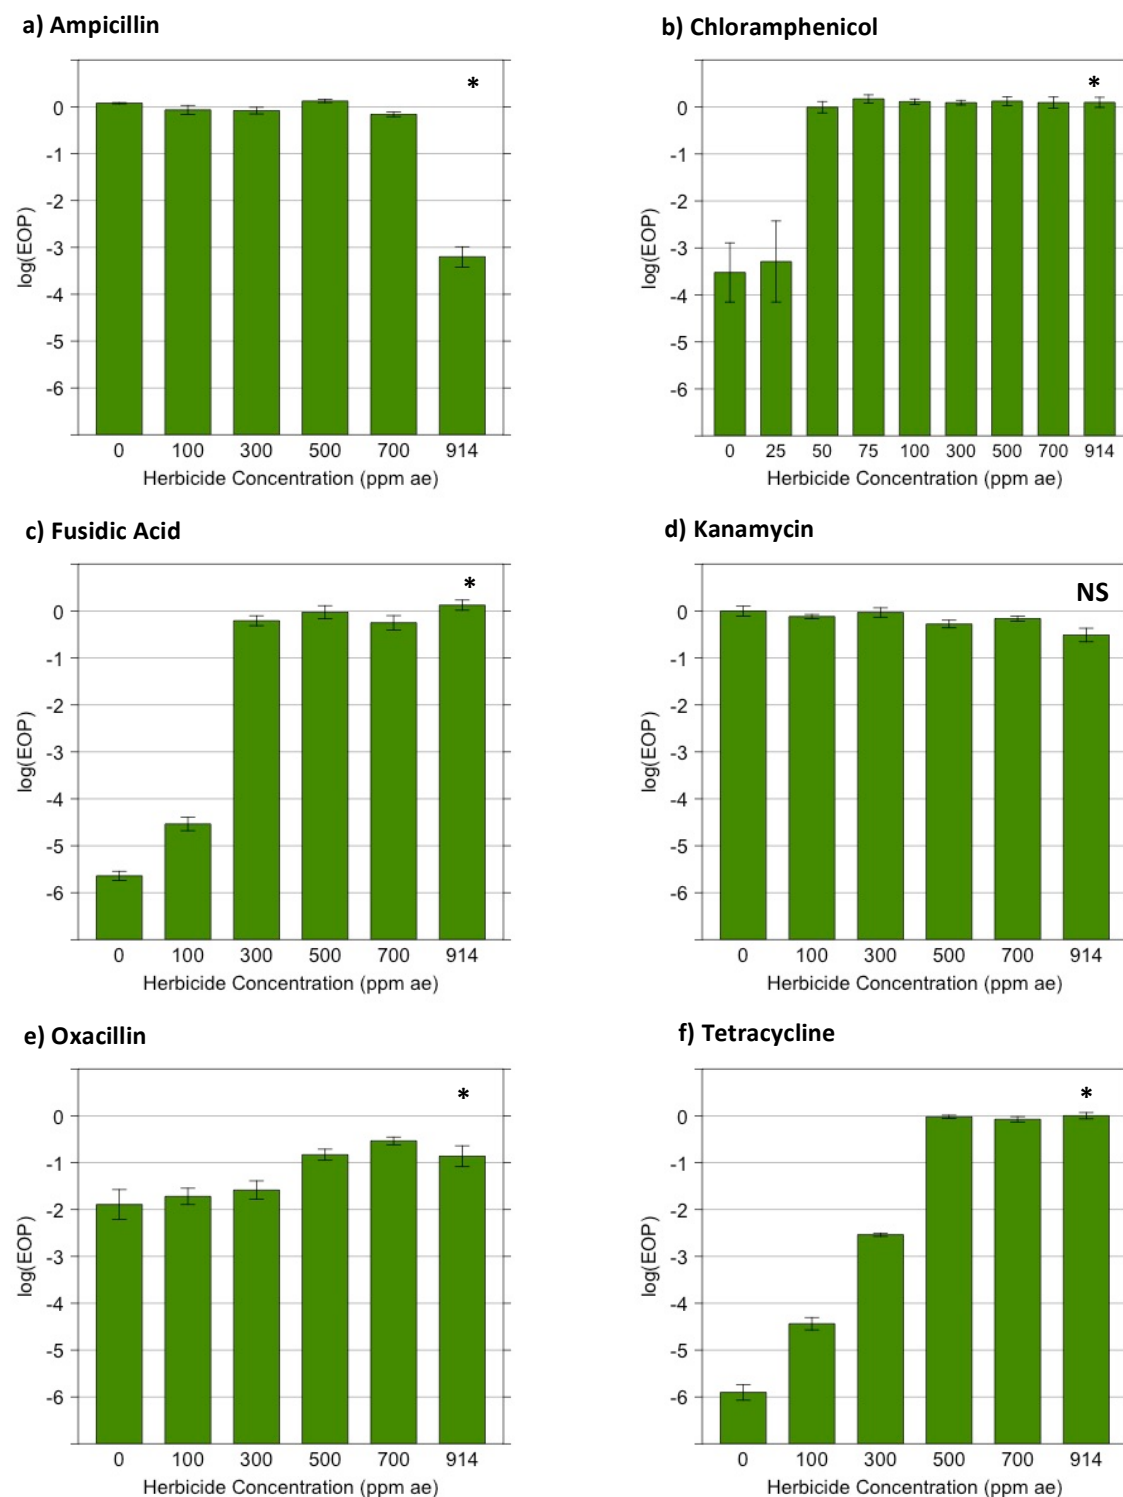 a) Ampicillin
*
0
-1
-2
-3
-4
-5
-6
log(EOP)
0 100 300 500 700 914
Herbicide Concentration (ppm ae)
b) Chloramphenicol
*
0
-1
-2
-3
-4
-5
-6
log(EOP)
0 25 50 75 100 300 500 700 914
Herbicide Concentration (ppm ae)
c) Fusidic Acid
*
0
-1
-2
-3
-4
-5
-6
log(EOP)
0 100 300 500 700 914
Herbicide Concentration (ppm ae)
d) Kanamycin
NS
0
-1
-2
-3
-4
-5
-6
log(EOP)
0 100 300 500 700 914
Herbicide Concentration (ppm ae)
e) Oxacillin
*
0
-1
-2
-3
-4
-5
-6
log(EOP)
0 100 300 500 700 914
Herbicide Concentration (ppm ae)
f) Tetracycline
*
0
-1
-2
-3
-4
-5
-6
log(EOP)
0 100 300 500 700 914
Herbicide Concentration (ppm ae)